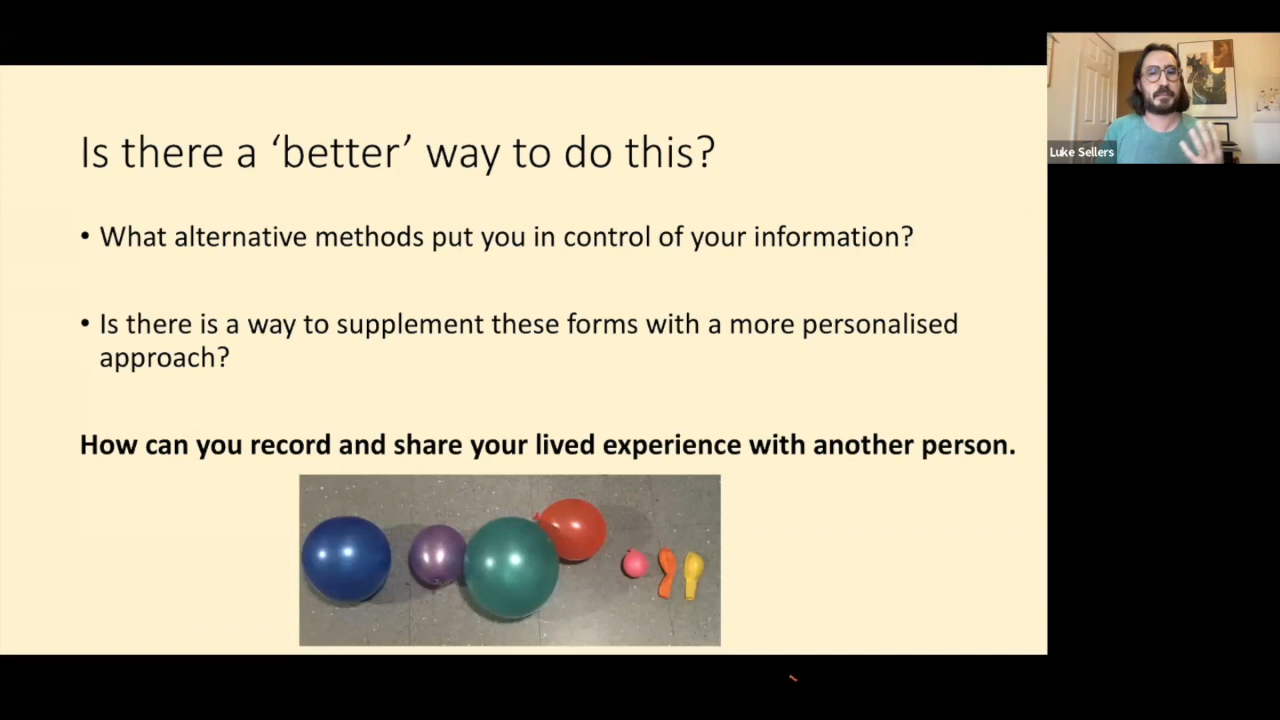 Is there a ‘better’ way to do this?
• What alternative methods put you in control of your information?
• Is there is a way to supplement these forms with a more personalised
approach?
How can you record and share your lived experience with another person.
Luke Sellers